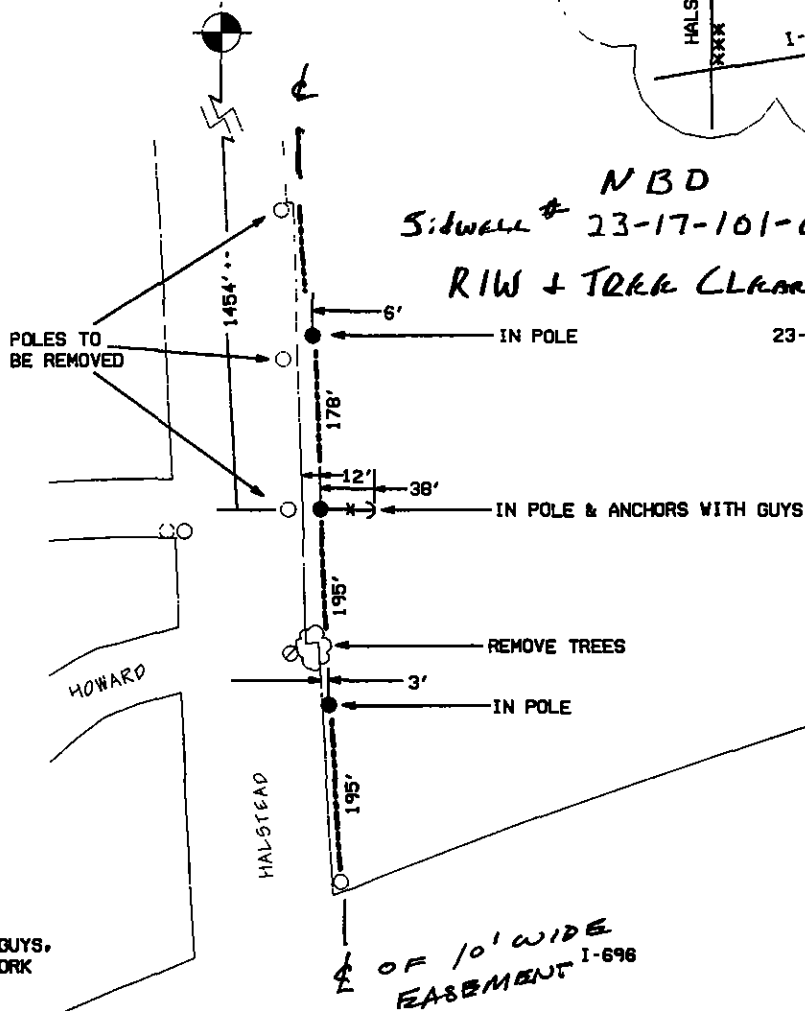 HALS
XXX
I-
℄
NBD
Sidwell # 23-17-101-0
R/W + TREE CLEAR
1454'+-
6'
POLES TO
BE REMOVED
IN POLE
23-
178'
12'
38'
IN POLE & ANCHORS WITH GUYS
195'
REMOVE TREES
HOWARD
3'
IN POLE
HALSTEAD
195'
GUYS,
ORK
℄ OF 10' WIDE
EASEMENT I-696